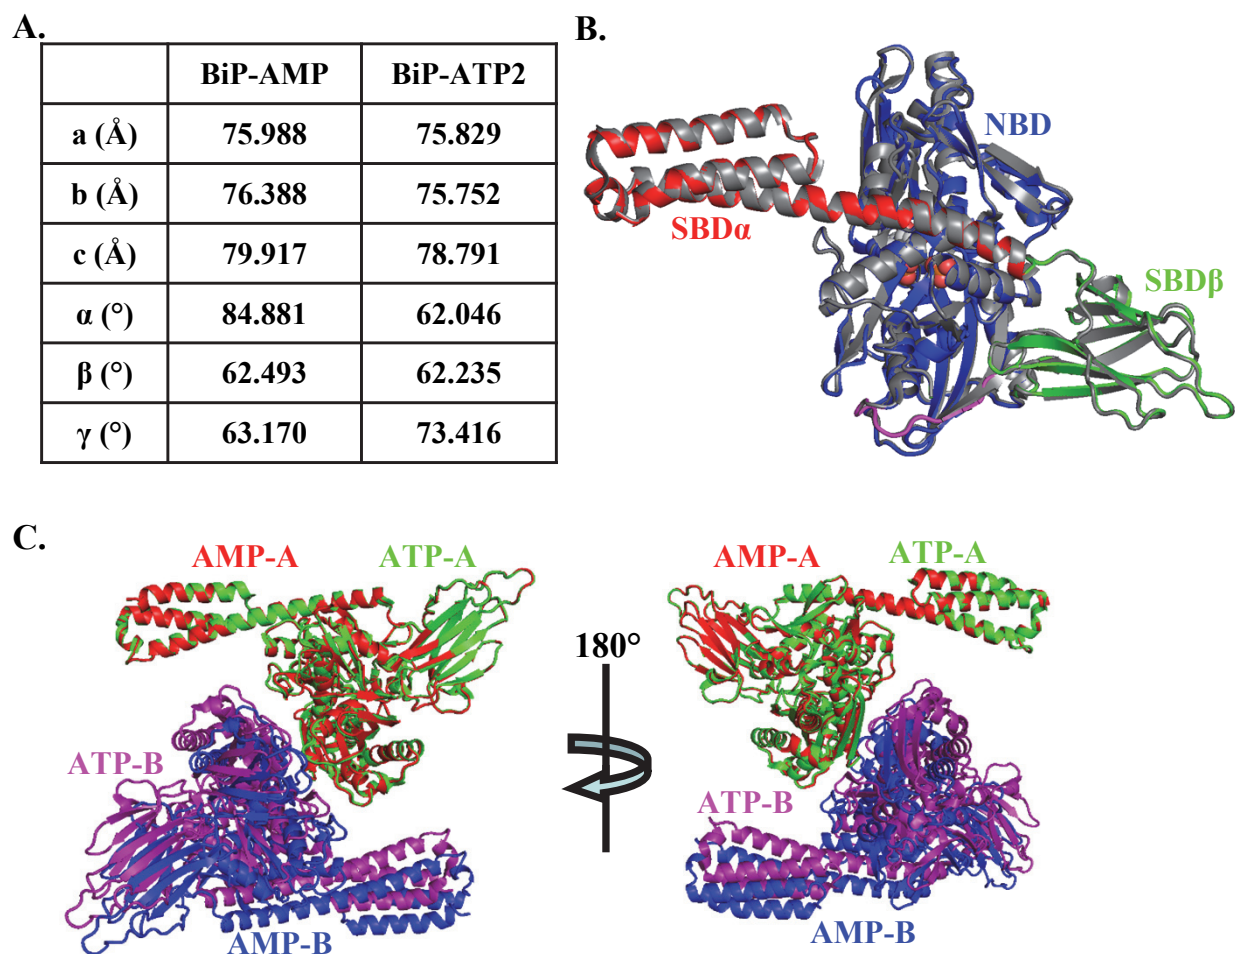 A.
B.
BiP-AMP BiP-ATP2
a (Å) 75.988 75.829
b (Å) 76.388 75.752
c (Å) 79.917 78.791
α (°) 84.881 62.046
β (°) 62.493 62.235
γ (°) 63.170 73.416
NBD
SBDα
SBDβ
C.
AMP-A ATP-A
ATP-B
AMP-B
180°
AMP-A ATP-A
ATP-B
AMP-B